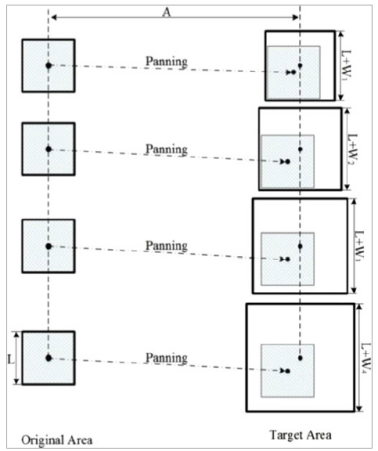 A
Panning
L+W₁
Panning
L+W₂
Panning
L+W₃
L
Panning
L+W₄
Original Area
Target Area